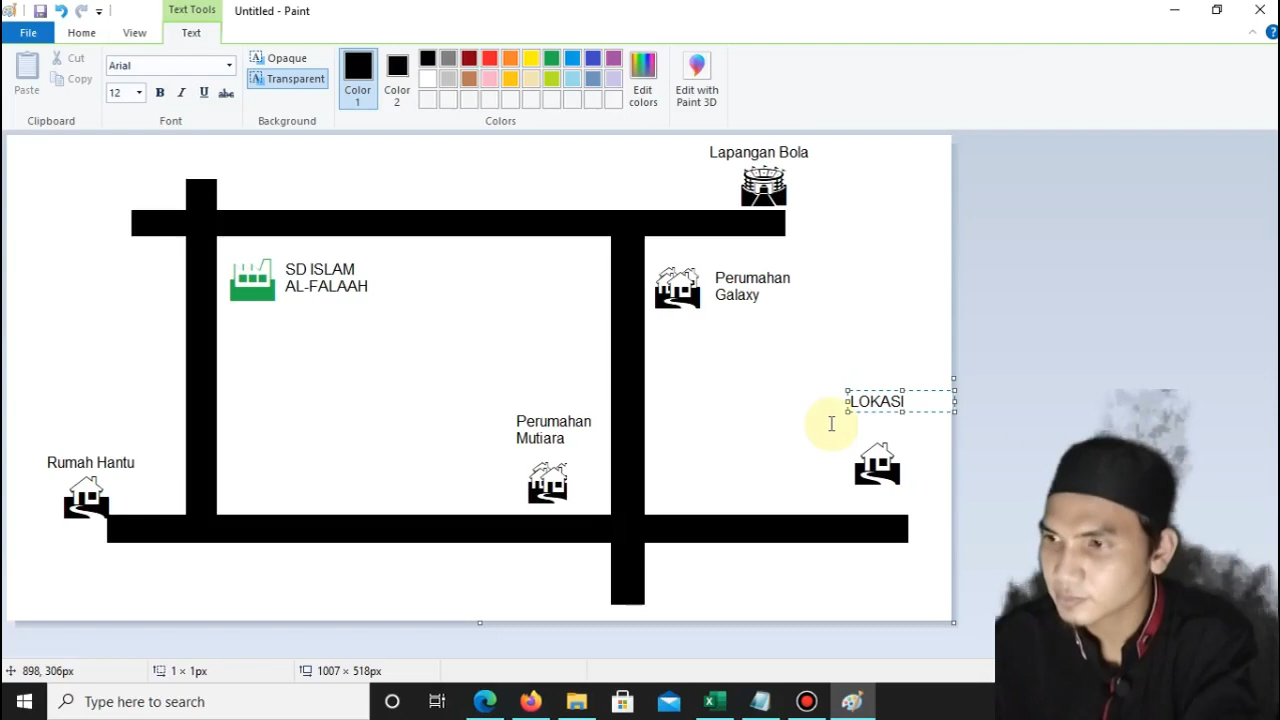 Text Tools
Untitled - Paint
File
Home
View
Text
Paste
Cut
Copy
Clipboard
Arial
12
B I U abc
Font
Opaque
Transparent
Background
Color
1
Color
2
Edit
colors
Colors
Edit with
Paint 3D
Lapangan Bola
SD ISLAM
AL-FALAAH
Perumahan
Galaxy
LOKASI
Perumahan
Mutiara
Rumah Hantu
898, 306px
1 × 1px
1007 × 518px
Type here to search